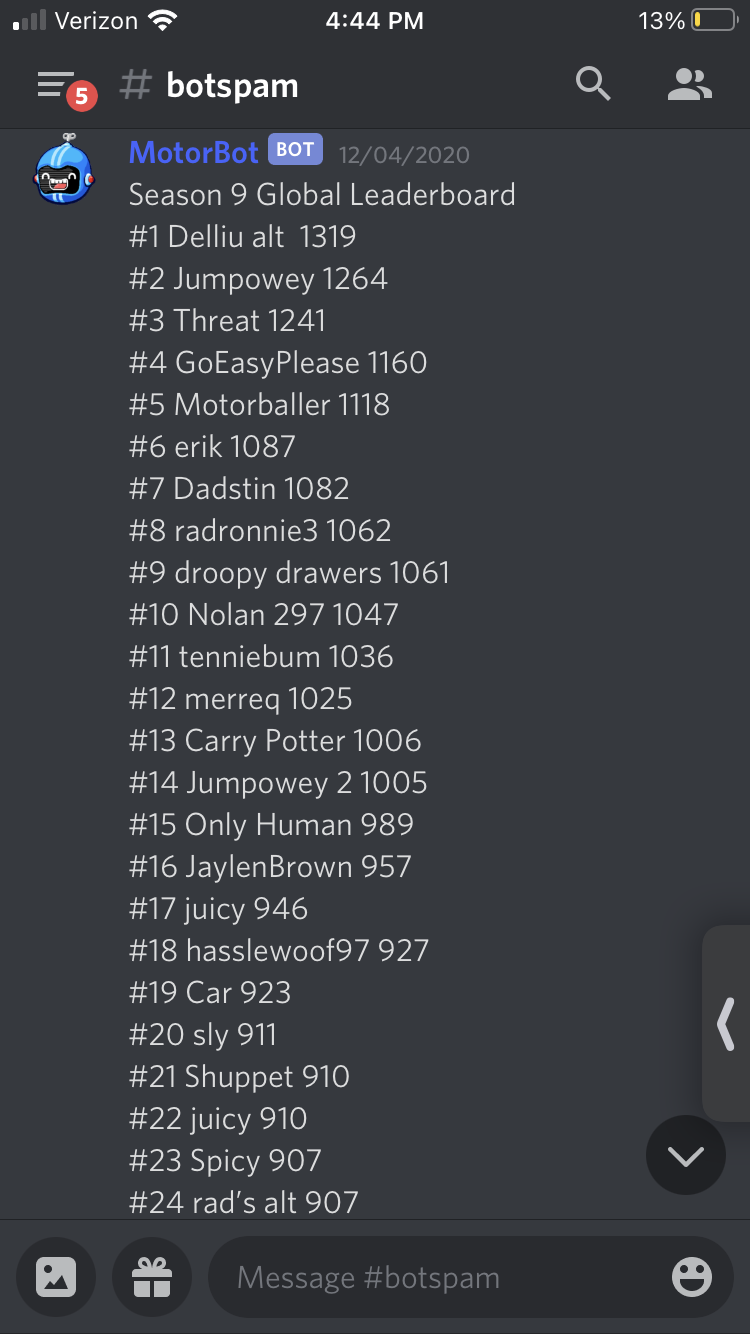 Verizon 4:44 PM 13%
5 # botspam
MotorBot BOT 12/04/2020
Season 9 Global Leaderboard
#1 Delliu alt  1319
#2 Jumpowey 1264
#3 Threat 1241
#4 GoEasyPlease 1160
#5 Motorballer 1118
#6 erik 1087
#7 Dadstin 1082
#8 radronnie3 1062
#9 droopy drawers 1061
#10 Nolan 297 1047
#11 tenniebum 1036
#12 merreq 1025
#13 Carry Potter 1006
#14 Jumpowey 2 1005
#15 Only Human 989
#16 JaylenBrown 957
#17 juicy 946
#18 hasslewoof97 927
#19 Car 923
#20 sly 911
#21 Shuppet 910
#22 juicy 910
#23 Spicy 907
#24 rad's alt 907
Message #botspam